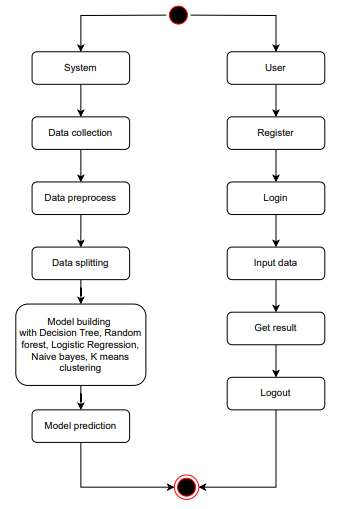 System
User
Data collection
Register
Data preprocess
Login
Data splitting
Input data
Model building
with Decision Tree, Random
forest, Logistic Regression,
Naive bayes, K means
clustering
Get result
Logout
Model prediction